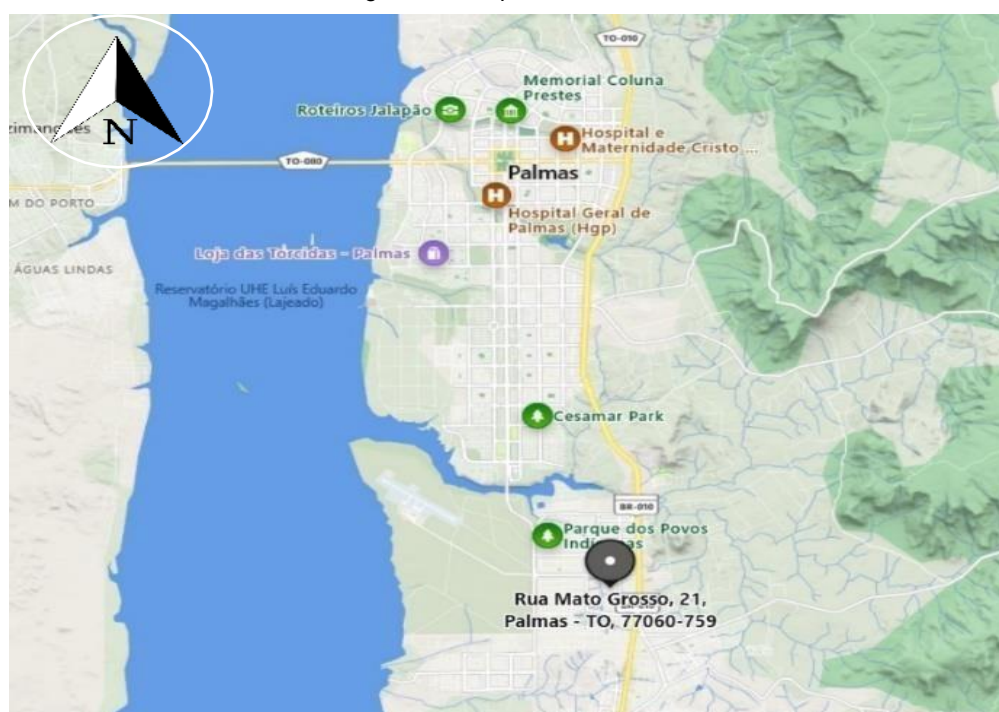 TO-010
Memorial Coluna
Prestes
Roteiros Jalapão
N
Hospital e
Maternidade Cristo ...
TO-080
Palmas
M DO PORTO
Hospital Geral de
Palmas (Hgp)
Loja das Torcidas - Palmas
ÁGUAS LINDAS
Reservatório UHE Luís Eduardo
Magalhães (Lajeado)
Cesamar Park
BR-010
Parque dos Povos
Rua Mato Grosso, 21,
Palmas - TO, 77060-759